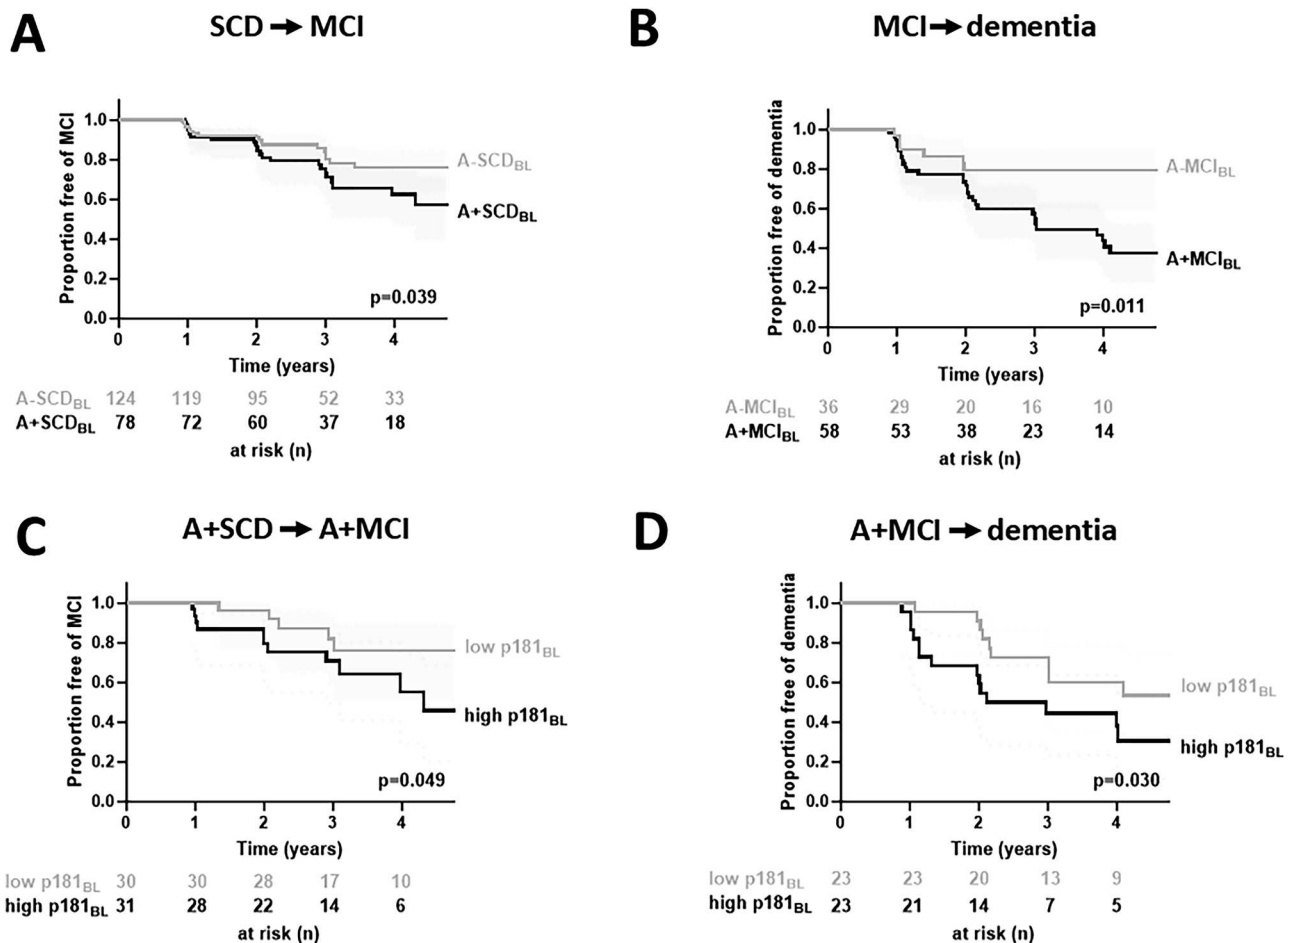 A
SCD → MCI
Proportion free of MCI
1.0
0.8
0.6
0.4
0.2
0.0
A-SCDBL
A+SCDBL
p=0.039
0 1 2 3 4
Time (years)
A-SCDBL 124 119 95 52 33
A+SCDBL 78 72 60 37 18
at risk (n)
B
MCI → dementia
Proportion free of dementia
1.0
0.8
0.6
0.4
0.2
0.0
A-MCIBL
A+MCIBL
p=0.011
0 1 2 3 4
Time (years)
A-MCIBL 36 29 20 16 10
A+MCIBL 58 53 38 23 14
at risk (n)
C
A+SCD → A+MCI
Proportion free of MCI
1.0
0.8
0.6
0.4
0.2
0.0
low p181BL
high p181BL
p=0.049
0 1 2 3 4
Time (years)
low p181BL 30 30 28 17 10
high p181BL 31 28 22 14 6
at risk (n)
D
A+MCI → dementia
Proportion free of dementia
1.0
0.8
0.6
0.4
0.2
0.0
low p181BL
high p181BL
p=0.030
0 1 2 3 4
Time (years)
low p181BL 23 23 20 13 9
high p181BL 23 21 14 7 5
at risk (n)